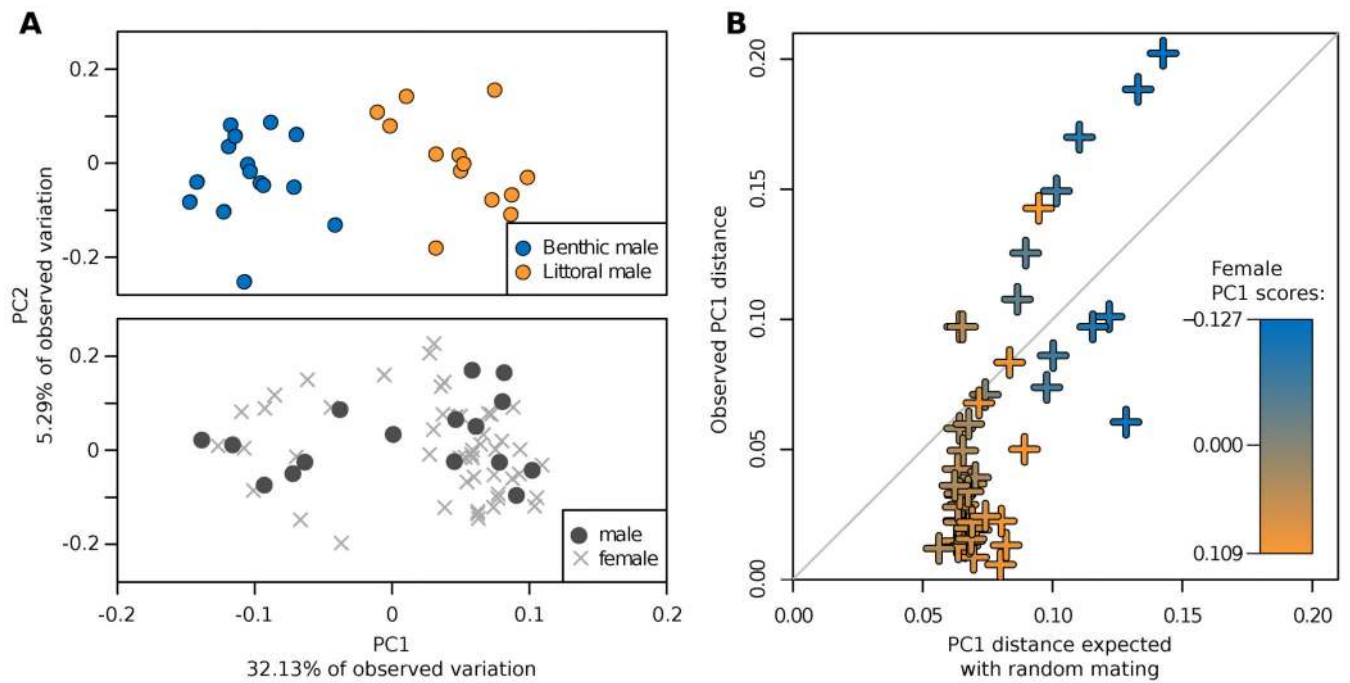 A
0.2
0
-0.2
Benthic male
Littoral male
PC2
5.29% of observed variation
0.2
0
-0.2
male
female
-0.2
-0.1
0
0.1
0.2
PC1
32.13% of observed variation
B
0.20
0.15
0.10
0.05
0.00
Observed PC1 distance
Female
PC1 scores:
-0.127
0.000
0.109
0.00
0.05
0.10
0.15
0.20
PC1 distance expected
with random mating